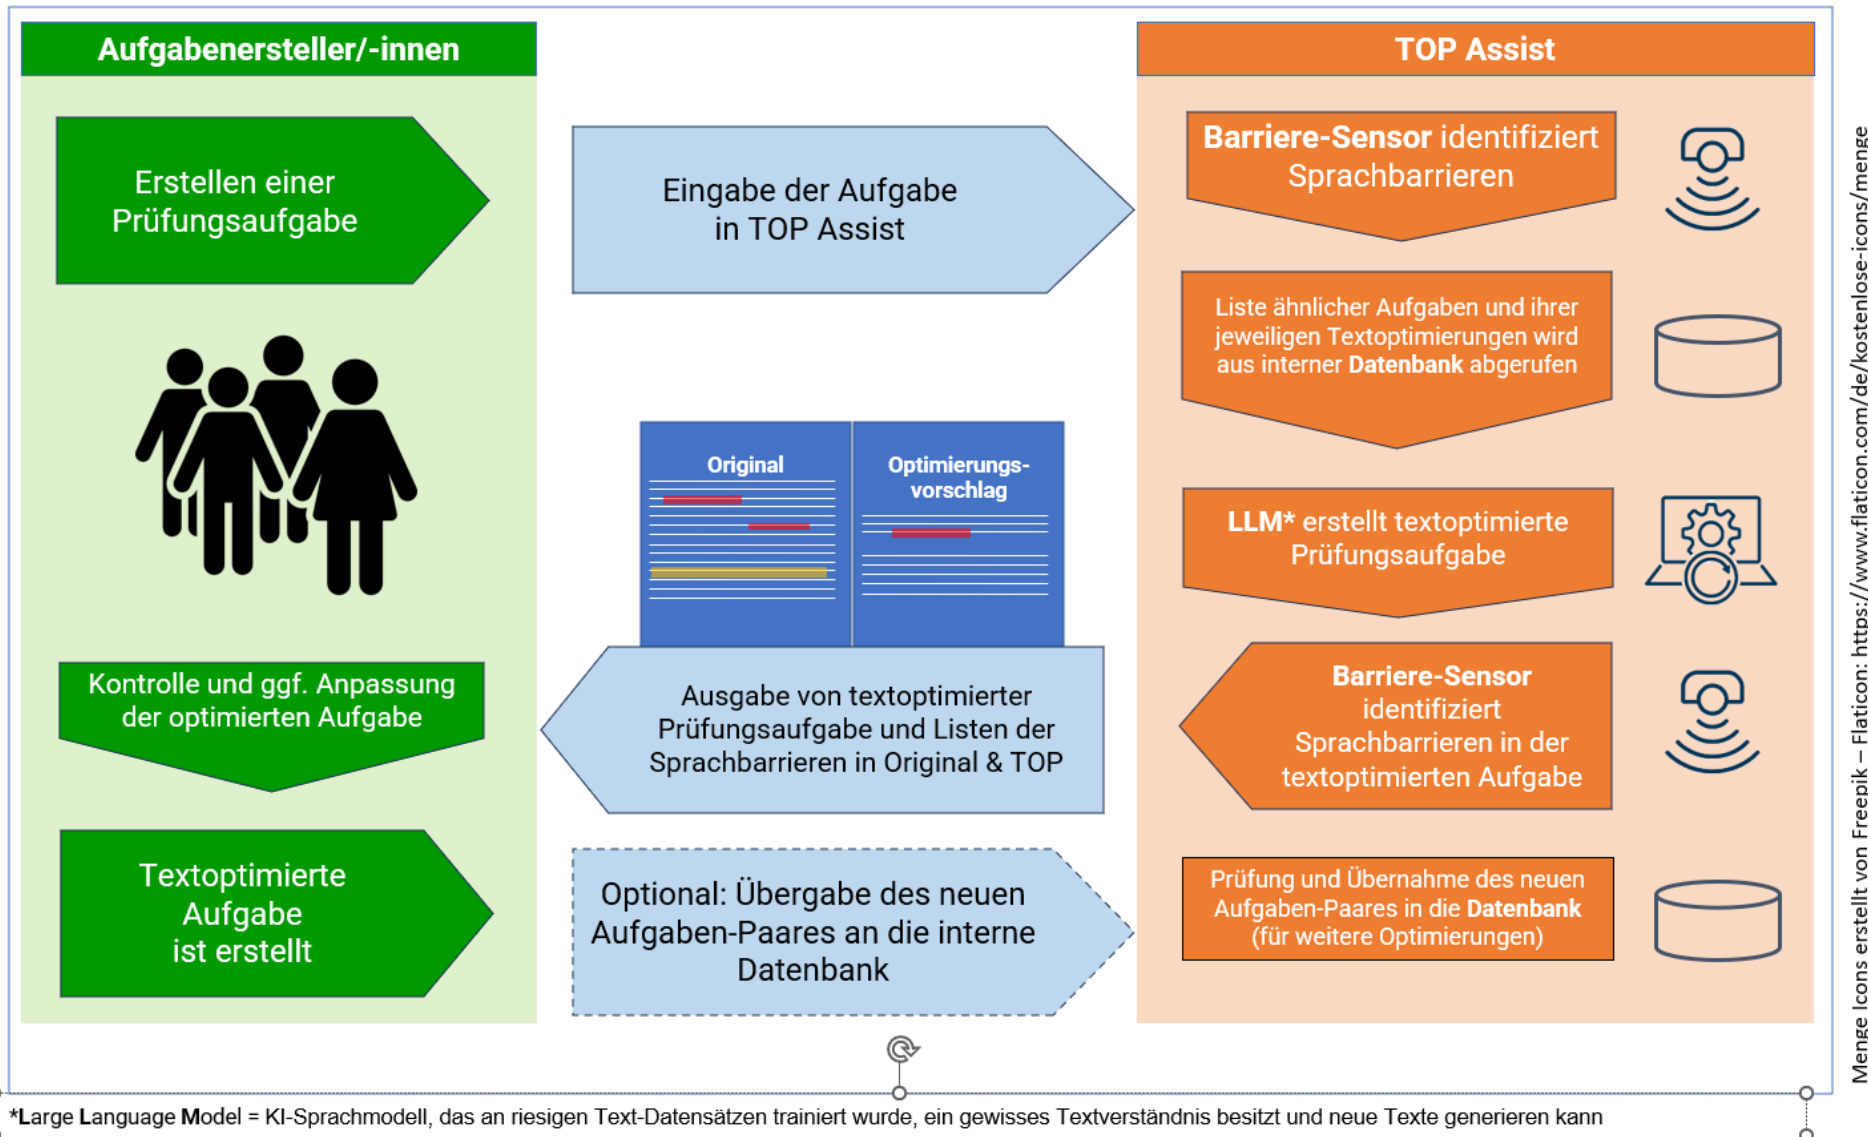 Aufgabenersteller/-innen
TOP Assist
Erstellen einer
Prüfungsaufgabe
Eingabe der Aufgabe
in TOP Assist
Barriere-Sensor identifiziert
Sprachbarrieren
Liste ähnlicher Aufgaben und ihrer
jeweiligen Textoptimierungen wird
aus interner Datenbank abgerufen
Original
Optimierungs-
vorschlag
LLM* erstellt textoptimierte
Prüfungsaufgabe
Barriere-Sensor
identifiziert
Sprachbarrieren in der
textoptimierten Aufgabe
Ausgabe von textoptimierter
Prüfungsaufgabe und Listen der
Sprachbarrieren in Original & TOP
Kontrolle und ggf. Anpassung
der optimierten Aufgabe
Textoptimierte
Aufgabe
ist erstellt
Optional: Übergabe des neuen
Aufgaben-Paares an die interne
Datenbank
Prüfung und Übernahme des neuen
Aufgaben-Paares in die Datenbank
(für weitere Optimierungen)
Menge Icons erstellt von Freepik – Flaticon: https://www.flaticon.com/de/kostenlose-icons/menge
*Large Language Model = KI-Sprachmodell, das an riesigen Text-Datensätzen trainiert wurde, ein gewisses Textverständnis besitzt und neue Texte generieren kann